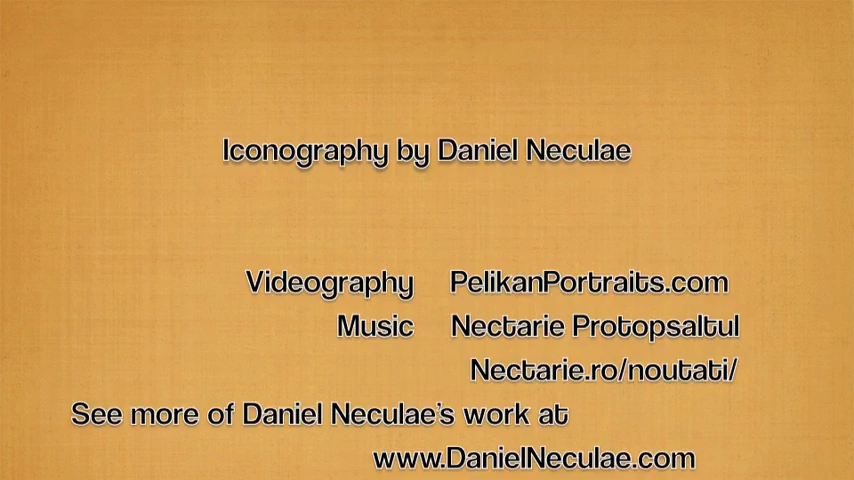 Iconography by Daniel Neculae
Videography PelikanPortraits.com
Music Nectarie Protopsaltul
Nectarie.ro/noutati/
See more of Daniel Neculae's work at
www.DanielNeculae.com